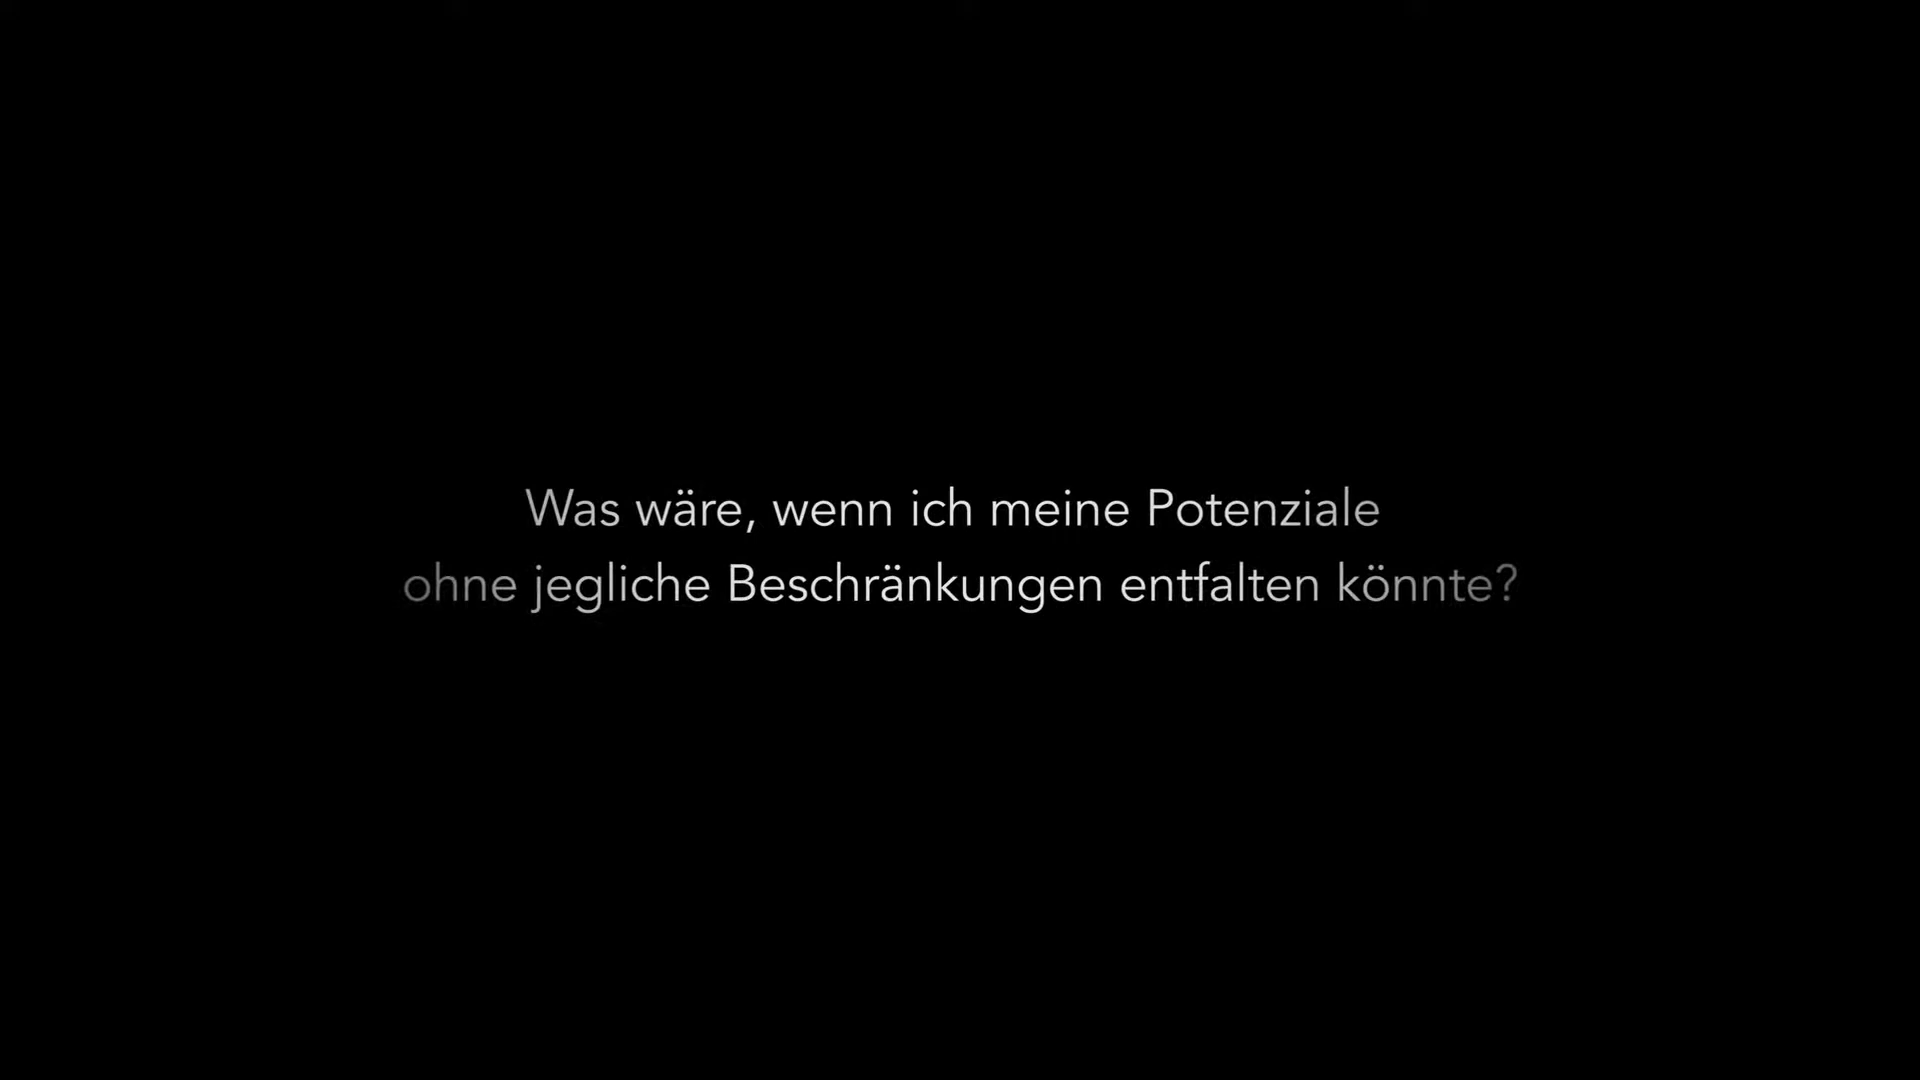 Was wäre, wenn ich meine Potenziale
ohne jegliche Beschränkungen entfalten könnte?